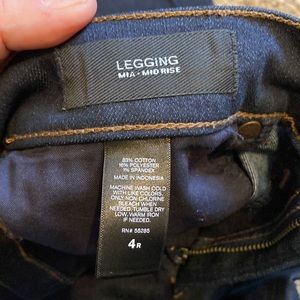 LEGGING
MIA - MID RISE
83% COTTON
16% POLYESTER
1% SPANDEX
MADE IN INDONESIA
MACHINE WASH COLD
WITH LIKE COLORS.
ONLY NON-CHLORINE
BLEACH WHEN
NEEDED. TUMBLE DRY
LOW. WARM IRON
IF NEEDED.
RN# 55285
4R